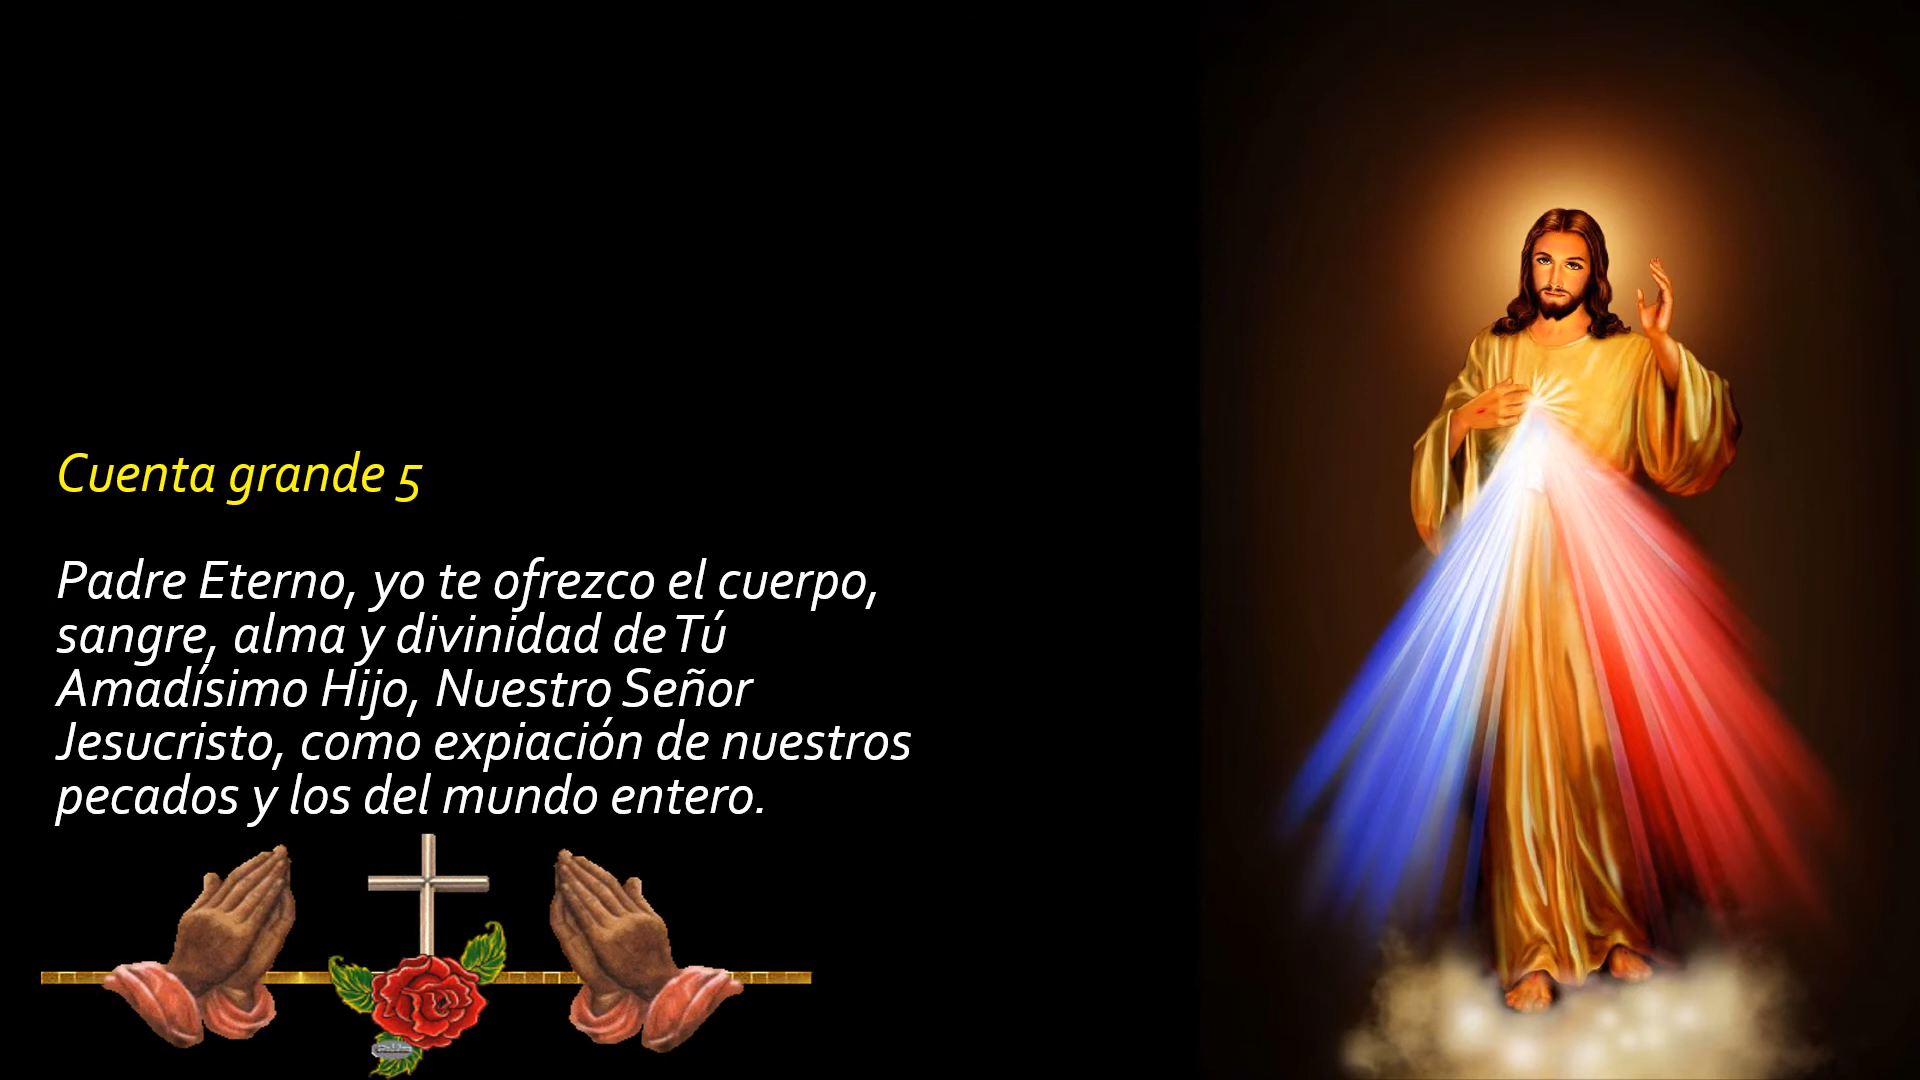 Cuenta grande 5
Padre Eterno, yo te ofrezco el cuerpo,
sangre, alma y divinidad de Tú
Amadísimo Hijo, Nuestro Señor
Jesucristo, como expiación de nuestros
pecados y los del mundo entero.